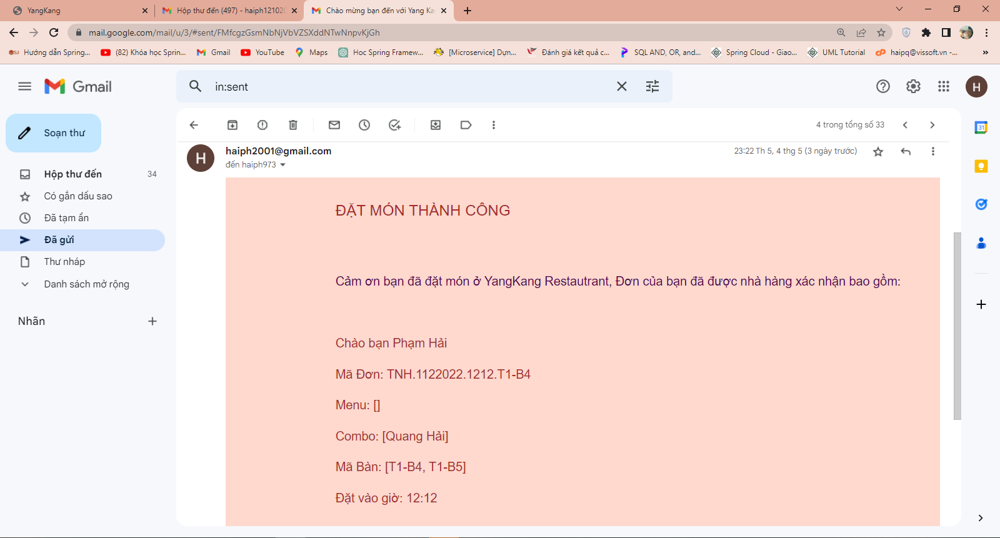 YangKang
Hộp thư đến (497) - haiph12102
Chào mừng bạn đến với Yang Ka
mail.google.com/mail/u/3/#sent/FMfcgzGsmNbNjVbVZSXddNTwNnpvKjGh
Hướng dẫn Spring...
(82) Khóa học Sprin...
Gmail
YouTube
Maps
Hoc Spring Framew...
[Microservice] Dựn...
Đánh giá kết quả c...
SQL AND, OR, and...
Spring Cloud - Giao...
UML Tutorial
haipq@vissoft.vn -...
Gmail
in:sent
H
Soạn thư
4 trong tổng số 33
31
H
haiph2001@gmail.com
23:22 Th 5, 4 thg 5 (3 ngày trước)
đến haiph973
Hộp thư đến
34
Có gắn dấu sao
Đã tạm ẩn
Đã gửi
Thư nháp
Danh sách mở rộng
Nhãn
ĐẶT MÓN THÀNH CÔNG
Cảm ơn bạn đã đặt món ở YangKang Restautrant, Đơn của bạn đã được nhà hàng xác nhận bao gồm:
Chào bạn Phạm Hải
Mã Đơn: TNH.1122022.1212.T1-B4
Menu: []
Combo: [Quang Hải]
Mã Bàn: [T1-B4, T1-B5]
Đặt vào giờ: 12:12